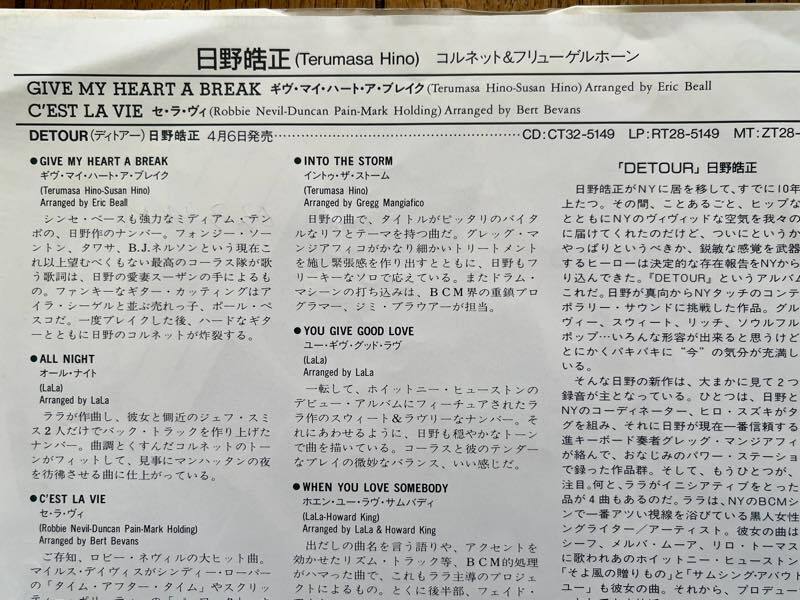 日野皓正(Terumasa Hino) コルネット&フリューゲルホーン
GIVE MY HEART A BREAK ギヴ・マイ・ハート・ア・ブレイク(Terumasa Hino-Susan Hino) Arranged by Eric Beall
C'EST LA VIE セ・ラ・ヴィ(Robbie Nevil-Duncan Pain-Mark Holding) Arranged by Bert Bevans
DETOUR(ディトアー)日野皓正 4月6日発売……CD:CT32-5149 LP:RT28-5149 MT:ZT28-
●GIVE MY HEART A BREAK
ギヴ・マイ・ハート・ア・ブレイク
(Terumasa Hino-Susan Hino)
Arranged by Eric Beall
シンセ・ベースも強力なミディアム・テン
ポの、日野作のナンバー。フォンジー・ソー
ントン、タワサ、B.J.ネルソンという現在こ
れ以上望むべくもない最高のコーラス隊が歌
う歌詞は、日野の愛妻スーザンの手によるも
の。ファンキーなギター・カッティングはア
イラ・シーゲルと並ぶ売れっ子、ポール・ペ
スコだ。一度ブレイクした後、ハードなギタ
ーとともに日野のコルネットが炸裂する。
●ALL NIGHT
オール・ナイト
(LaLa)
Arranged by LaLa
ララが作曲し、彼女と側近のジェフ・スミ
ス2人だけでバック・トラックを作り上げた
ナンバー。曲調とくすんだコルネットのトー
ンがフィットして、見事にマンハッタンの夜
を彷彿させる曲に仕上がっている。
●C'EST LA VIE
セ・ラ・ヴィ
(Robbie Nevil-Duncan Pain-Mark Holding)
Arranged by Bert Bevans
ご存知、ロビー・ネヴィルの大ヒット曲。
マイルス・デイヴィスがシンディー・ローパー
の「タイム・アフター・タイム」やスクリッ
●INTO THE STORM
イントゥ・ザ・ストーム
(Terumasa Hino)
Arranged by Gregg Mangiafico
日野の曲で、タイトルがピッタリのバイタ
ルなリフとテーマを持つ曲だ。グレッグ・マ
ンジアフィコがかなり細かいトリートメント
を施し緊張感を作り出すとともに、日野もフ
リーキーなソロで応えている。またドラム・
マシーンの打ち込みは、BCM界の重鎮プロ
グラマー、ジミ・ブラウアーが担当。
●YOU GIVE GOOD LOVE
ユー・ギヴ・グッド・ラヴ
(LaLa)
Arranged by LaLa
一転して、ホイットニー・ヒューストンの
デビュー・アルバムにフィーチュアされたラ
ラ作のスウィート&ラヴリーなナンバー。そ
れにあわせるように、日野も穏やかなトーン
で曲を描いている。コーラスと彼のテンダー
なプレイの微妙なバランス、いい感じだ。
●WHEN YOU LOVE SOMEBODY
ホエン・ユー・ラヴ・サムバディ
(LaLa-Howard King)
Arranged by LaLa & Howard King
出だしの曲名を言う語りや、アクセントを
効かせたリズム・トラック等、BCM的処理
がハマった曲で、これもララ主導のプロジェ
クトによるもの。とくに後半部、フェイド・
「DETOUR」日野皓正
日野皓正がNYに居を移して、すでに10年
上たつ。その間、ことあるごと、ヒップな
とともにNYのヴィヴィッドな空気を我々の
に届けてくれたのだけど、ついにというか
やっぱりというべきか、鋭敏な感覚を武器
するヒーローは決定的な存在報告をNYから
り込んできた。『DETOUR』というアルバム
これだ。日野が真向からNYタッチのコンテ
ポラリー・サウンドに挑戦した作品。グル
ヴィー、スウィート、リッチ、ソウルフル
ポップ…いろんな形容が出来ると思うけど
とにかくバキバキに“今”の気分が充満し
いる。
そんな日野の新作は、大まかに見て2つ
録音が主となっている。ひとつは、日野と
NYのコーディネーター、ヒロ・スズキがタ
グを組み、それに日野が現在一番信頼する
進キーボード奏者グレッグ・マンジアフィ
が絡んで、おなじみのパワー・ステーショ
で録った作品群。そして、もうひとつが、
注目。何と、ララがイニシアティブをとった
品が4曲もあるのだ。ララは、NYのBCMシ
ンで一番アツい視線を浴びている黒人女性
ングライター/アーティスト。彼女の曲は
シーフ、メルバ・ムーア、リロ・トーマス
に歌われあのホイットニー・ヒューストン
「そよ風の贈りもの」と「サムシング・アバウト
ユー」も彼女の曲。それから、プロデュー